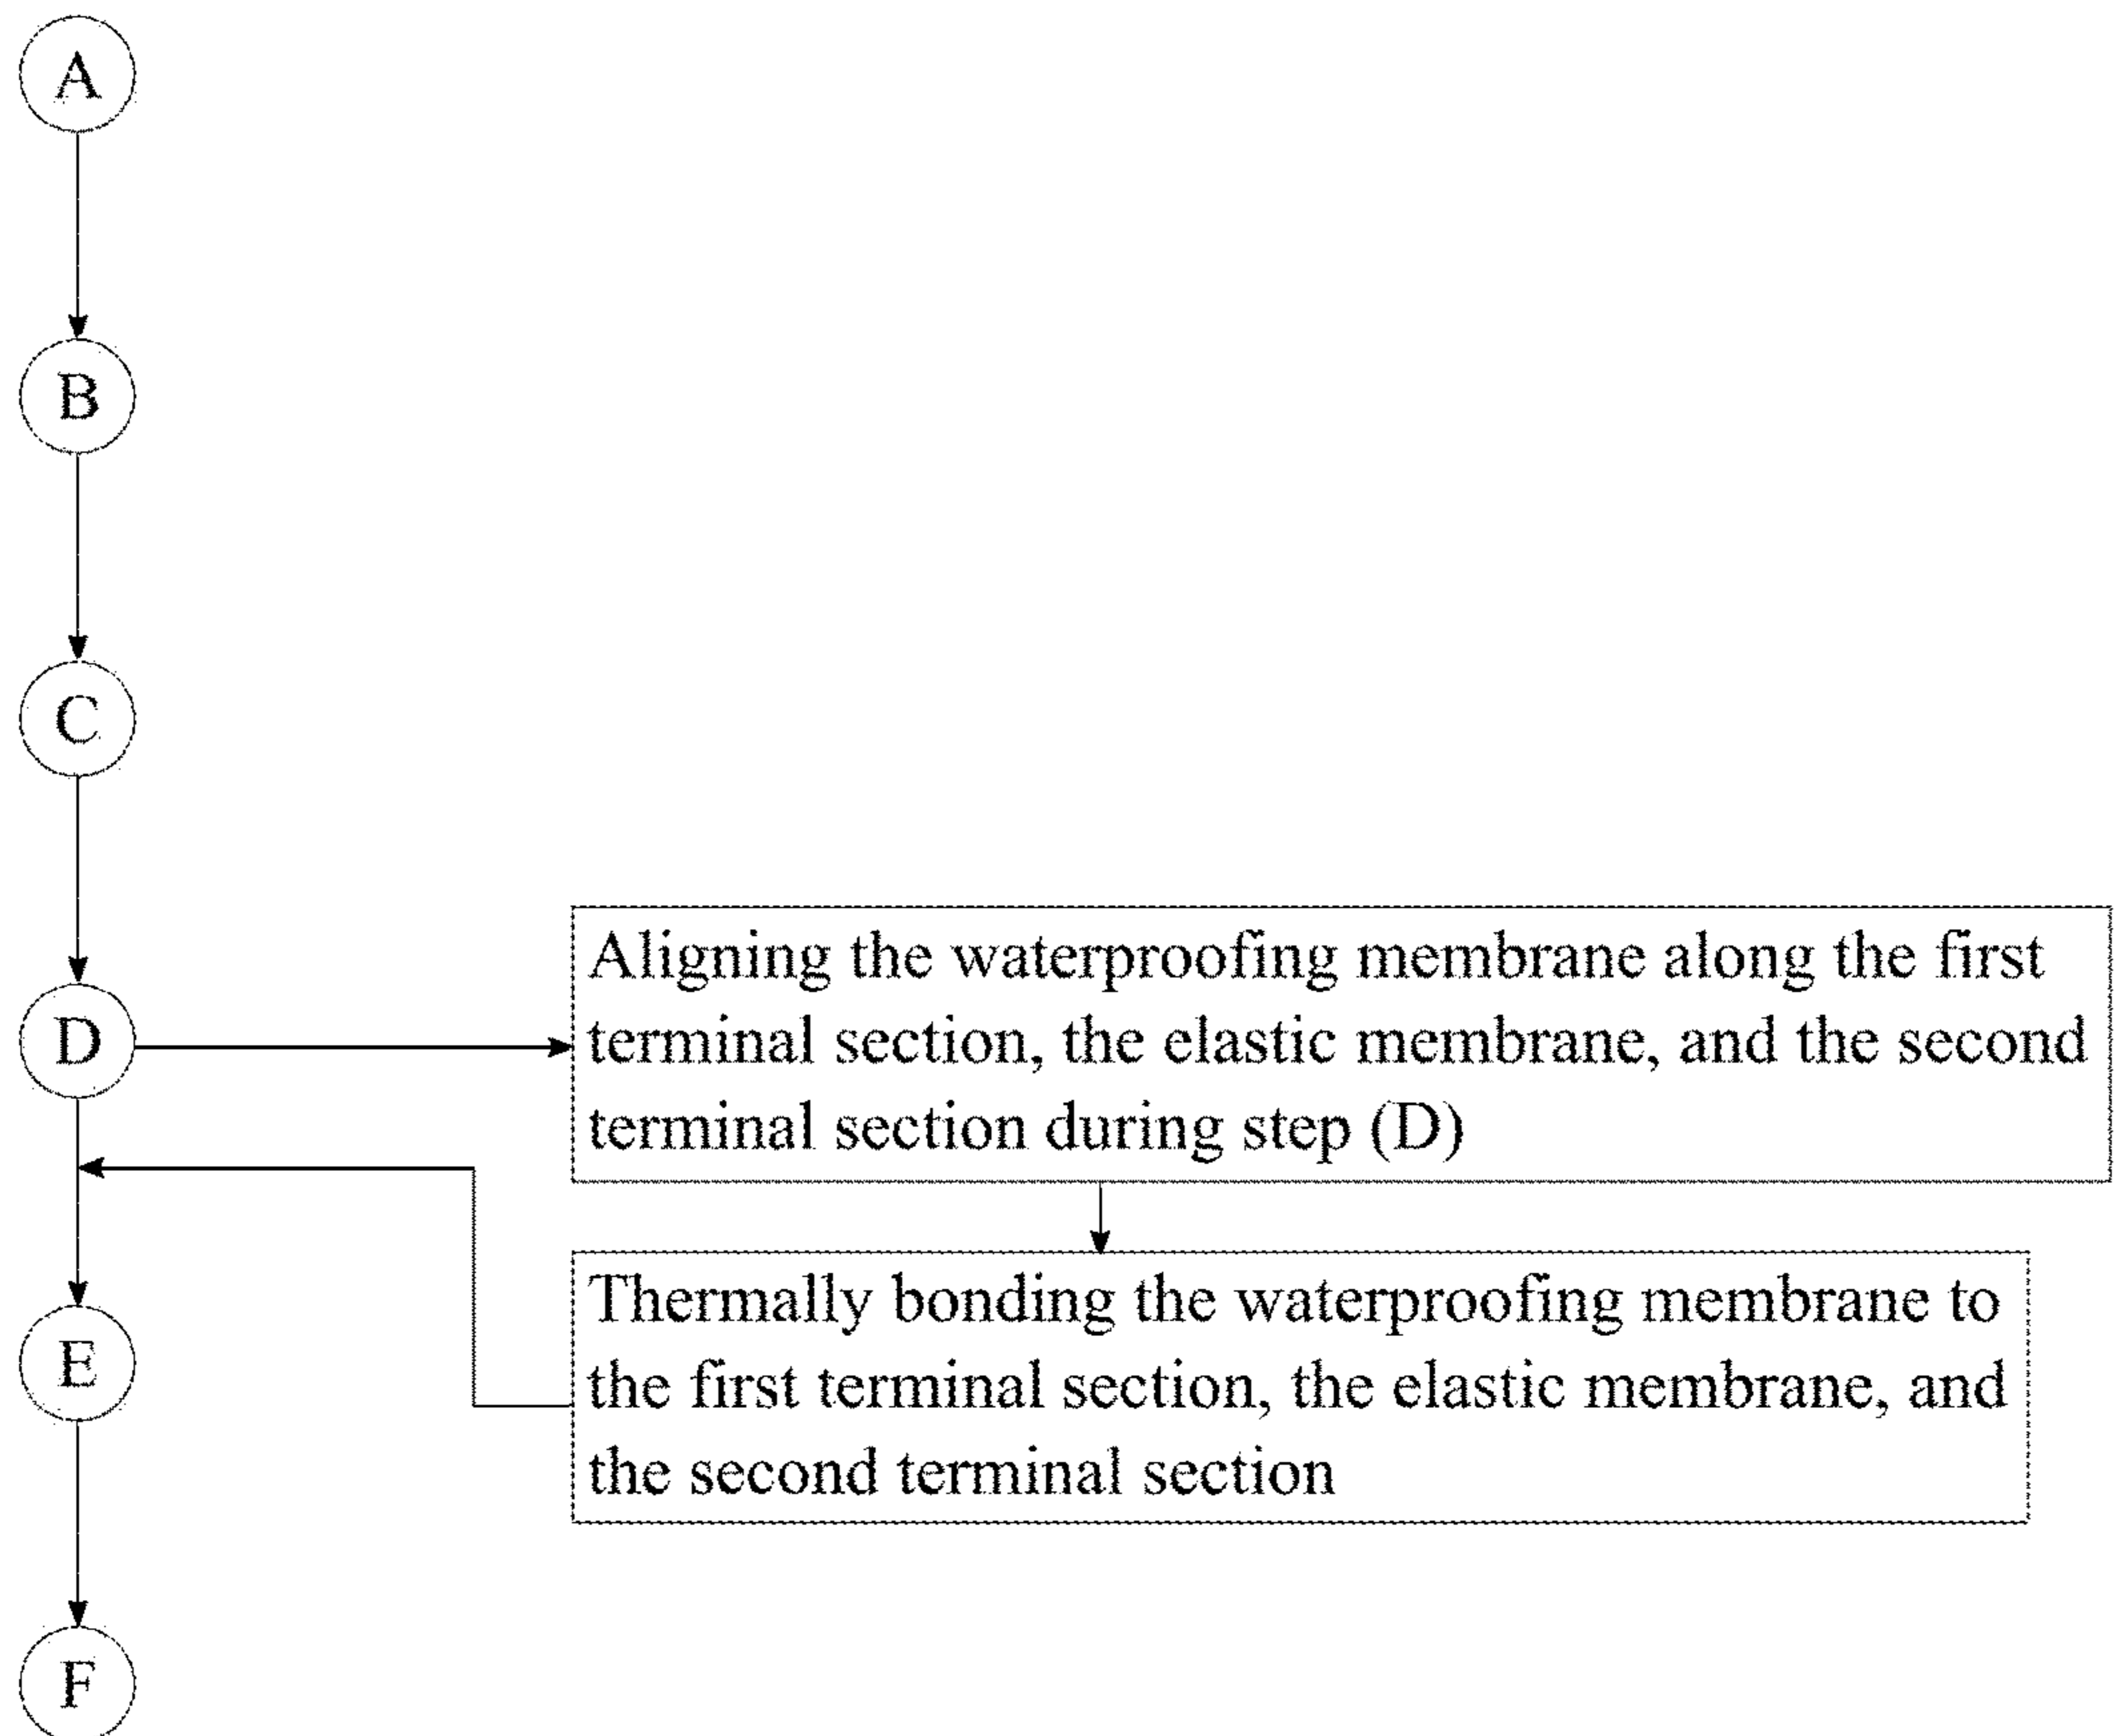 A
B
C
D
Aligning the waterproofing membrane along the first
terminal section, the elastic membrane, and the second
terminal section during step (D)
Thermally bonding the waterproofing membrane to
the first terminal section, the elastic membrane, and
the second terminal section
E
F